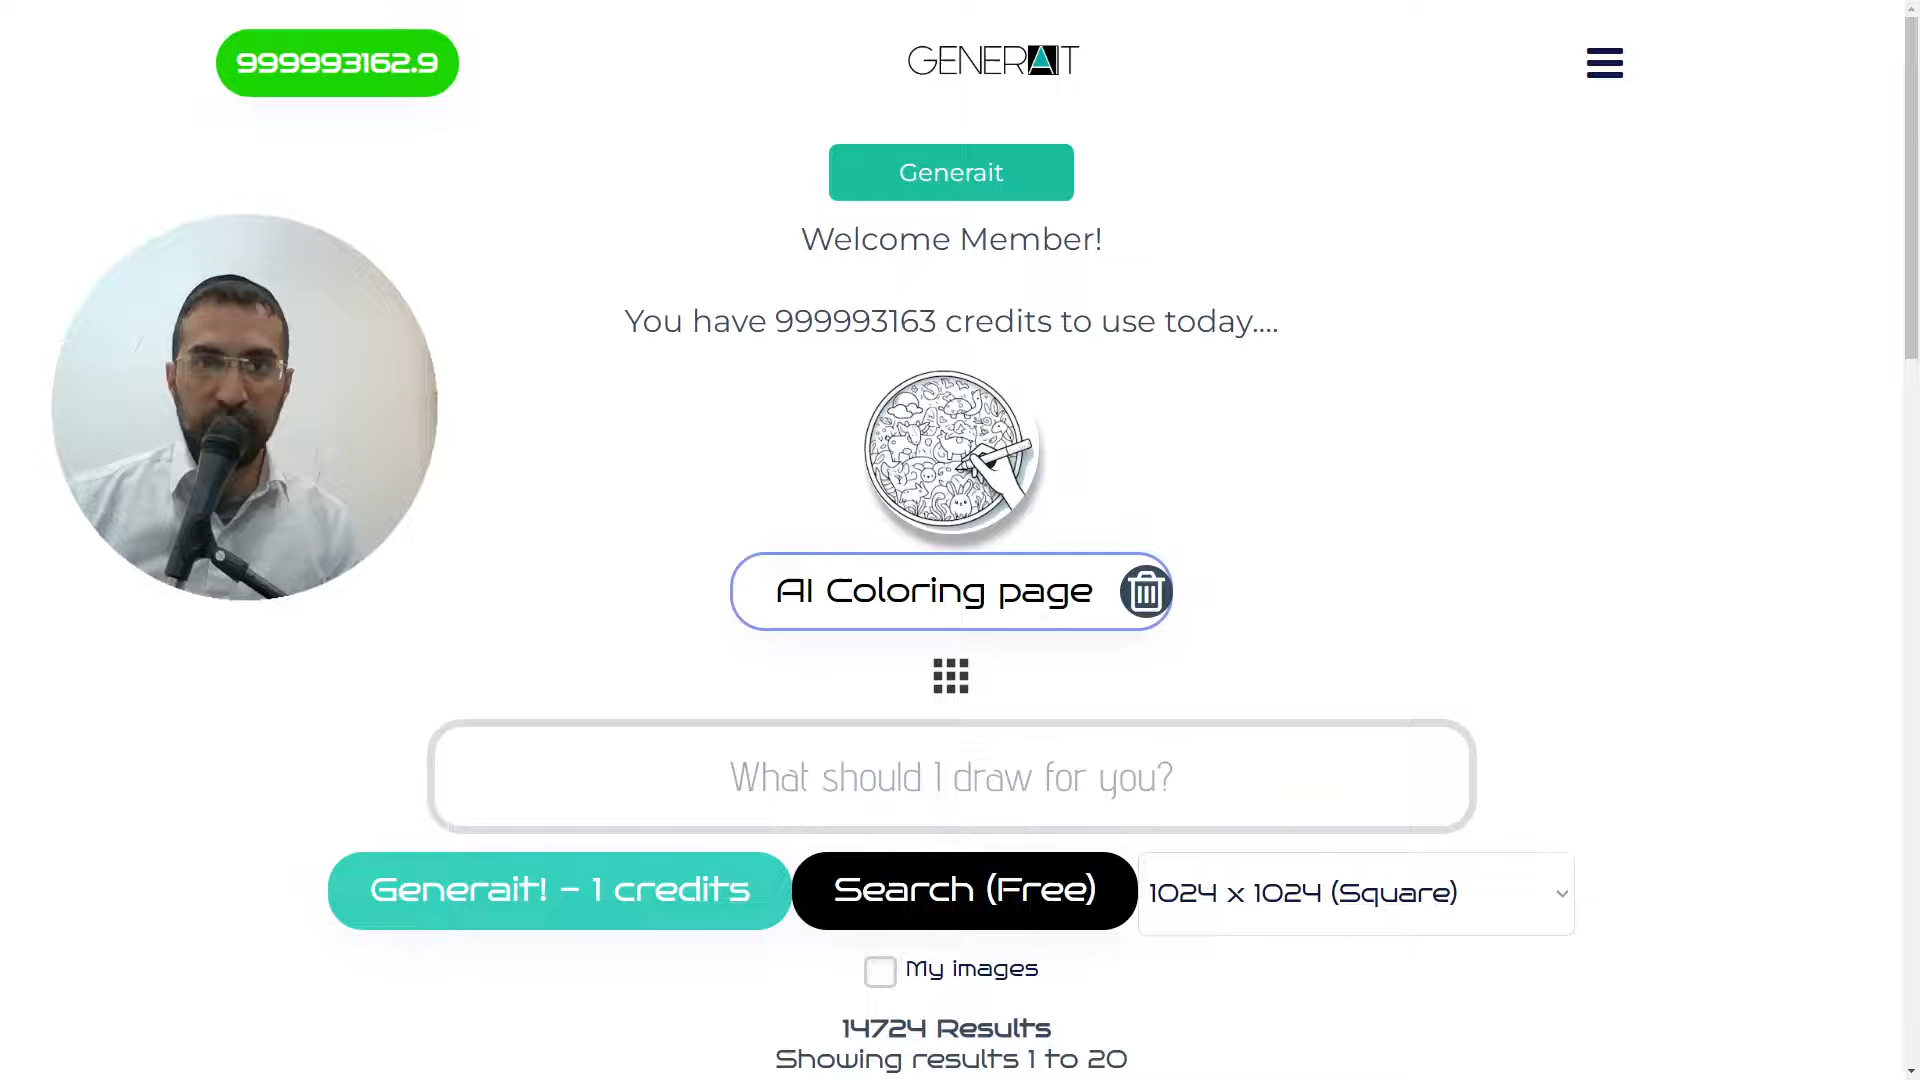 999993162.9
GENERAIT
Generait
Welcome Member!
You have 999993163 credits to use today....
AI Coloring page
What should I draw for you?
Generait! - 1 credits
Search (Free)
1024 x 1024 (Square)
My images
14724 Results
Showing results 1 to 20